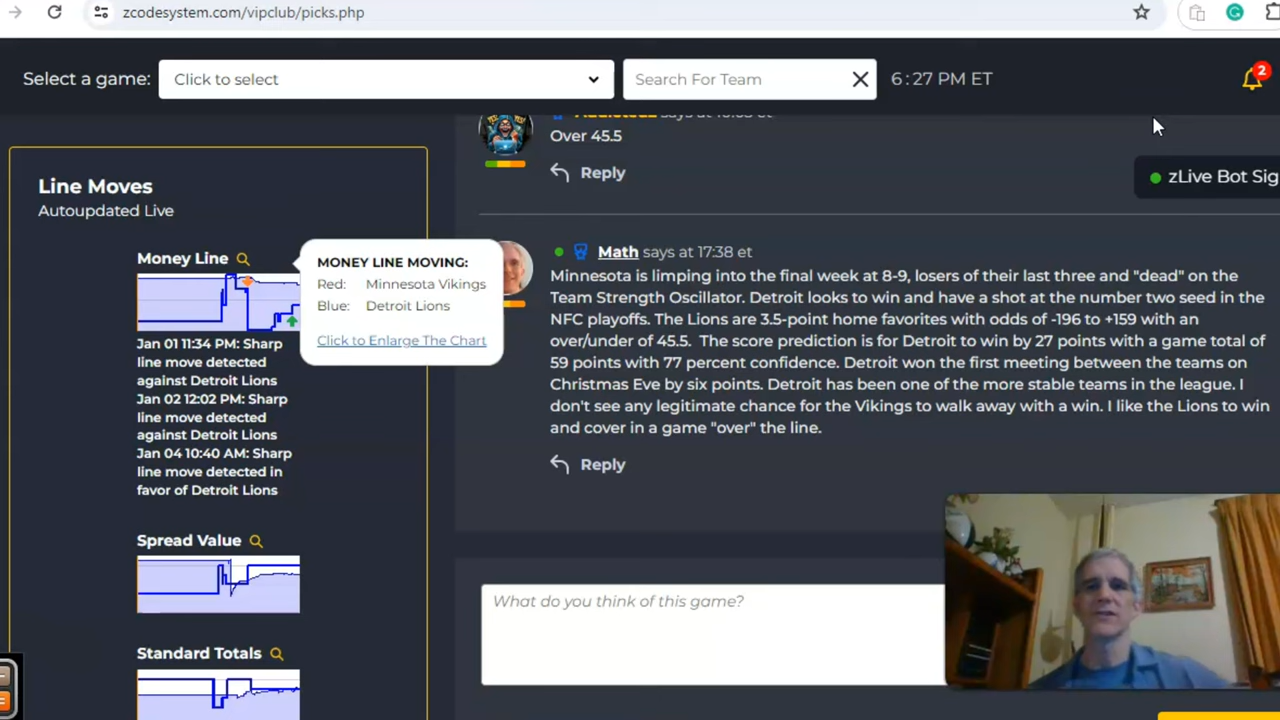 zcodesystem.com/vipclub/picks.php
Select a game:
Click to select
Search For Team
6:27 PM ET
2
Line Moves
Autoupdated Live
Money Line
MONEY LINE MOVING:
Red: Minnesota Vikings
Blue: Detroit Lions
Click to Enlarge The Chart
Jan 01 11:34 PM: Sharp
line move detected
against Detroit Lions
Jan 02 12:02 PM: Sharp
line move detected
against Detroit Lions
Jan 04 10:40 AM: Sharp
line move detected in
favor of Detroit Lions
Spread Value
Standard Totals
Over 45.5
Reply
zLive Bot Sig
Math says at 17:38 et
Minnesota is limping into the final week at 8-9, losers of their last three and "dead" on the
Team Strength Oscillator. Detroit looks to win and have a shot at the number two seed in the
NFC playoffs. The Lions are 3.5-point home favorites with odds of -196 to +159 with an
over/under of 45.5. The score prediction is for Detroit to win by 27 points with a game total of
59 points with 77 percent confidence. Detroit won the first meeting between the teams on
Christmas Eve by six points. Detroit has been one of the more stable teams in the league. I
don't see any legitimate chance for the Vikings to walk away with a win. I like the Lions to win
and cover in a game "over" the line.
Reply
What do you think of this game?